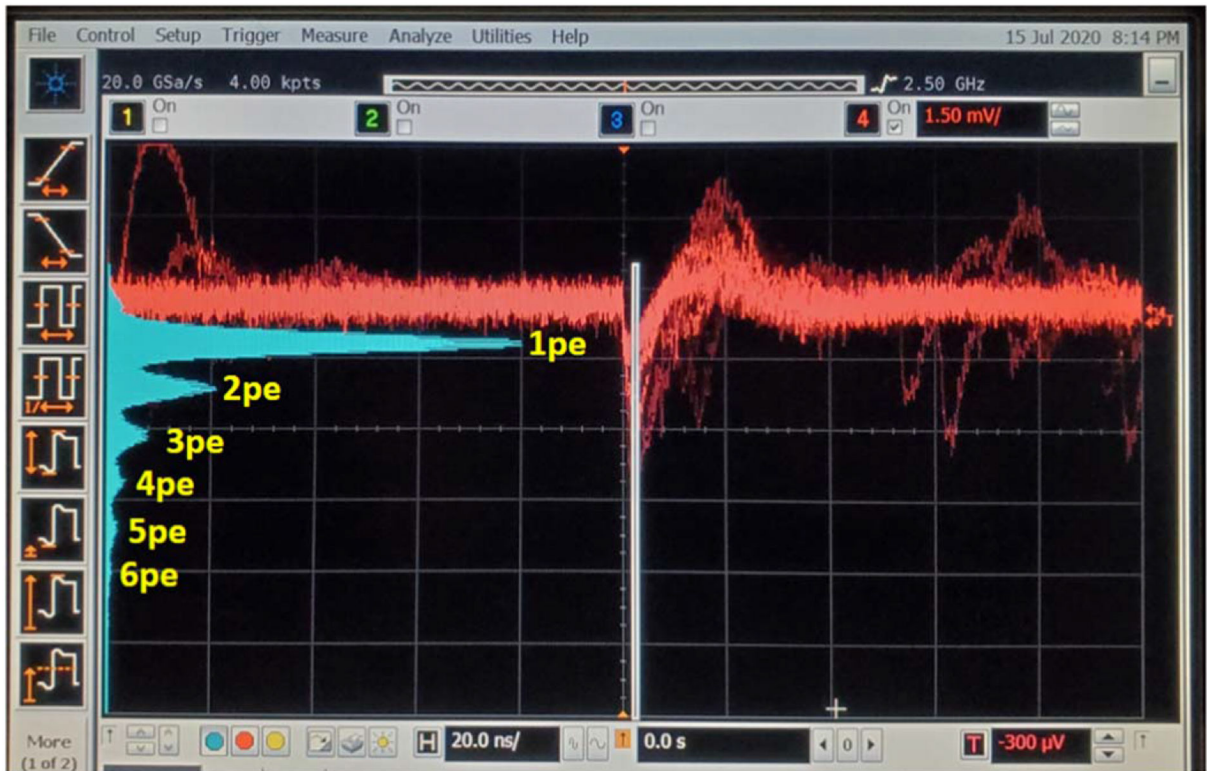 File Control Setup Trigger Measure Analyze Utilities Help 15 Jul 2020 8:14 PM
20.0 GSa/s 4.00 kpts 2.50 GHz
1 On 2 On 3 On 4 On 1.50 mV/
1pe
2pe
3pe
4pe
5pe
6pe
T
1/
More
(1 of 2)
H 20.0 ns/ 0.0 s 0 T -300 µV